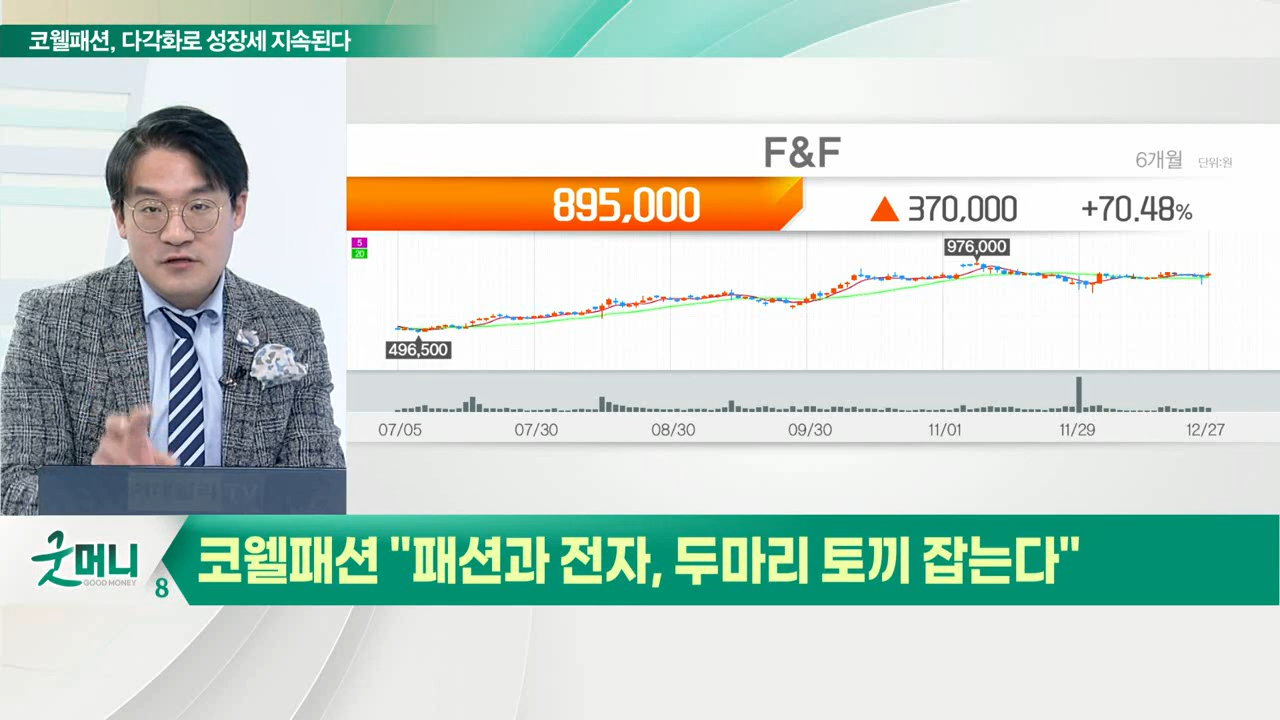 코웰패션, 다각화로 성장세 지속된다
F&F
6개월 단위:원
895,000 ▲ 370,000 +70.48%
5
20
976,000
496,500
07/05 07/30 08/30 09/30 11/01 11/29 12/27
굿머니
GOOD MONEY
8
코웰패션 "패션과 전자, 두마리 토끼 잡는다"